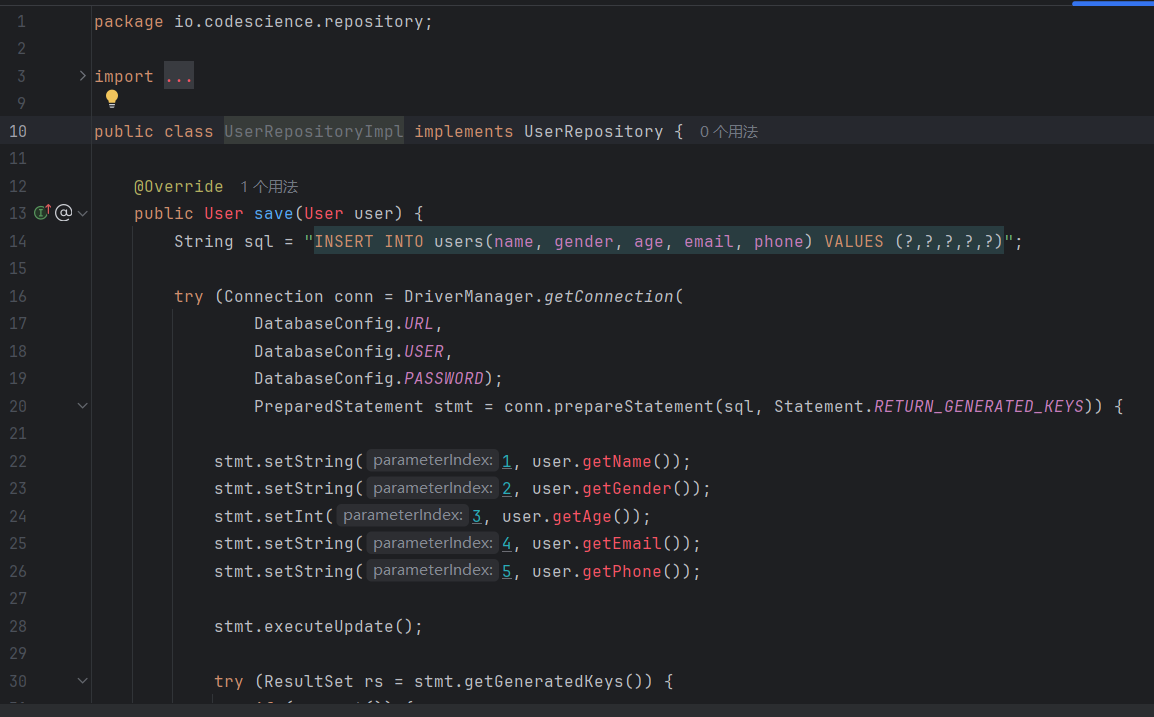 1 package io.codescience.repository;
2
3 import ...
9
10 public class UserRepositoryImpl implements UserRepository { 0 个用法
11
12 @Override 1 个用法
13 public User save(User user) {
14 String sql = "INSERT INTO users(name, gender, age, email, phone) VALUES (?,?,?,?,?)";
15
16 try (Connection conn = DriverManager.getConnection(
17 DatabaseConfig.URL,
18 DatabaseConfig.USER,
19 DatabaseConfig.PASSWORD);
20 PreparedStatement stmt = conn.prepareStatement(sql, Statement.RETURN_GENERATED_KEYS)) {
21
22 stmt.setString( parameterIndex: 1, user.getName());
23 stmt.setString( parameterIndex: 2, user.getGender());
24 stmt.setInt( parameterIndex: 3, user.getAge());
25 stmt.setString( parameterIndex: 4, user.getEmail());
26 stmt.setString( parameterIndex: 5, user.getPhone());
27
28 stmt.executeUpdate();
29
30 try (ResultSet rs = stmt.getGeneratedKeys()) {